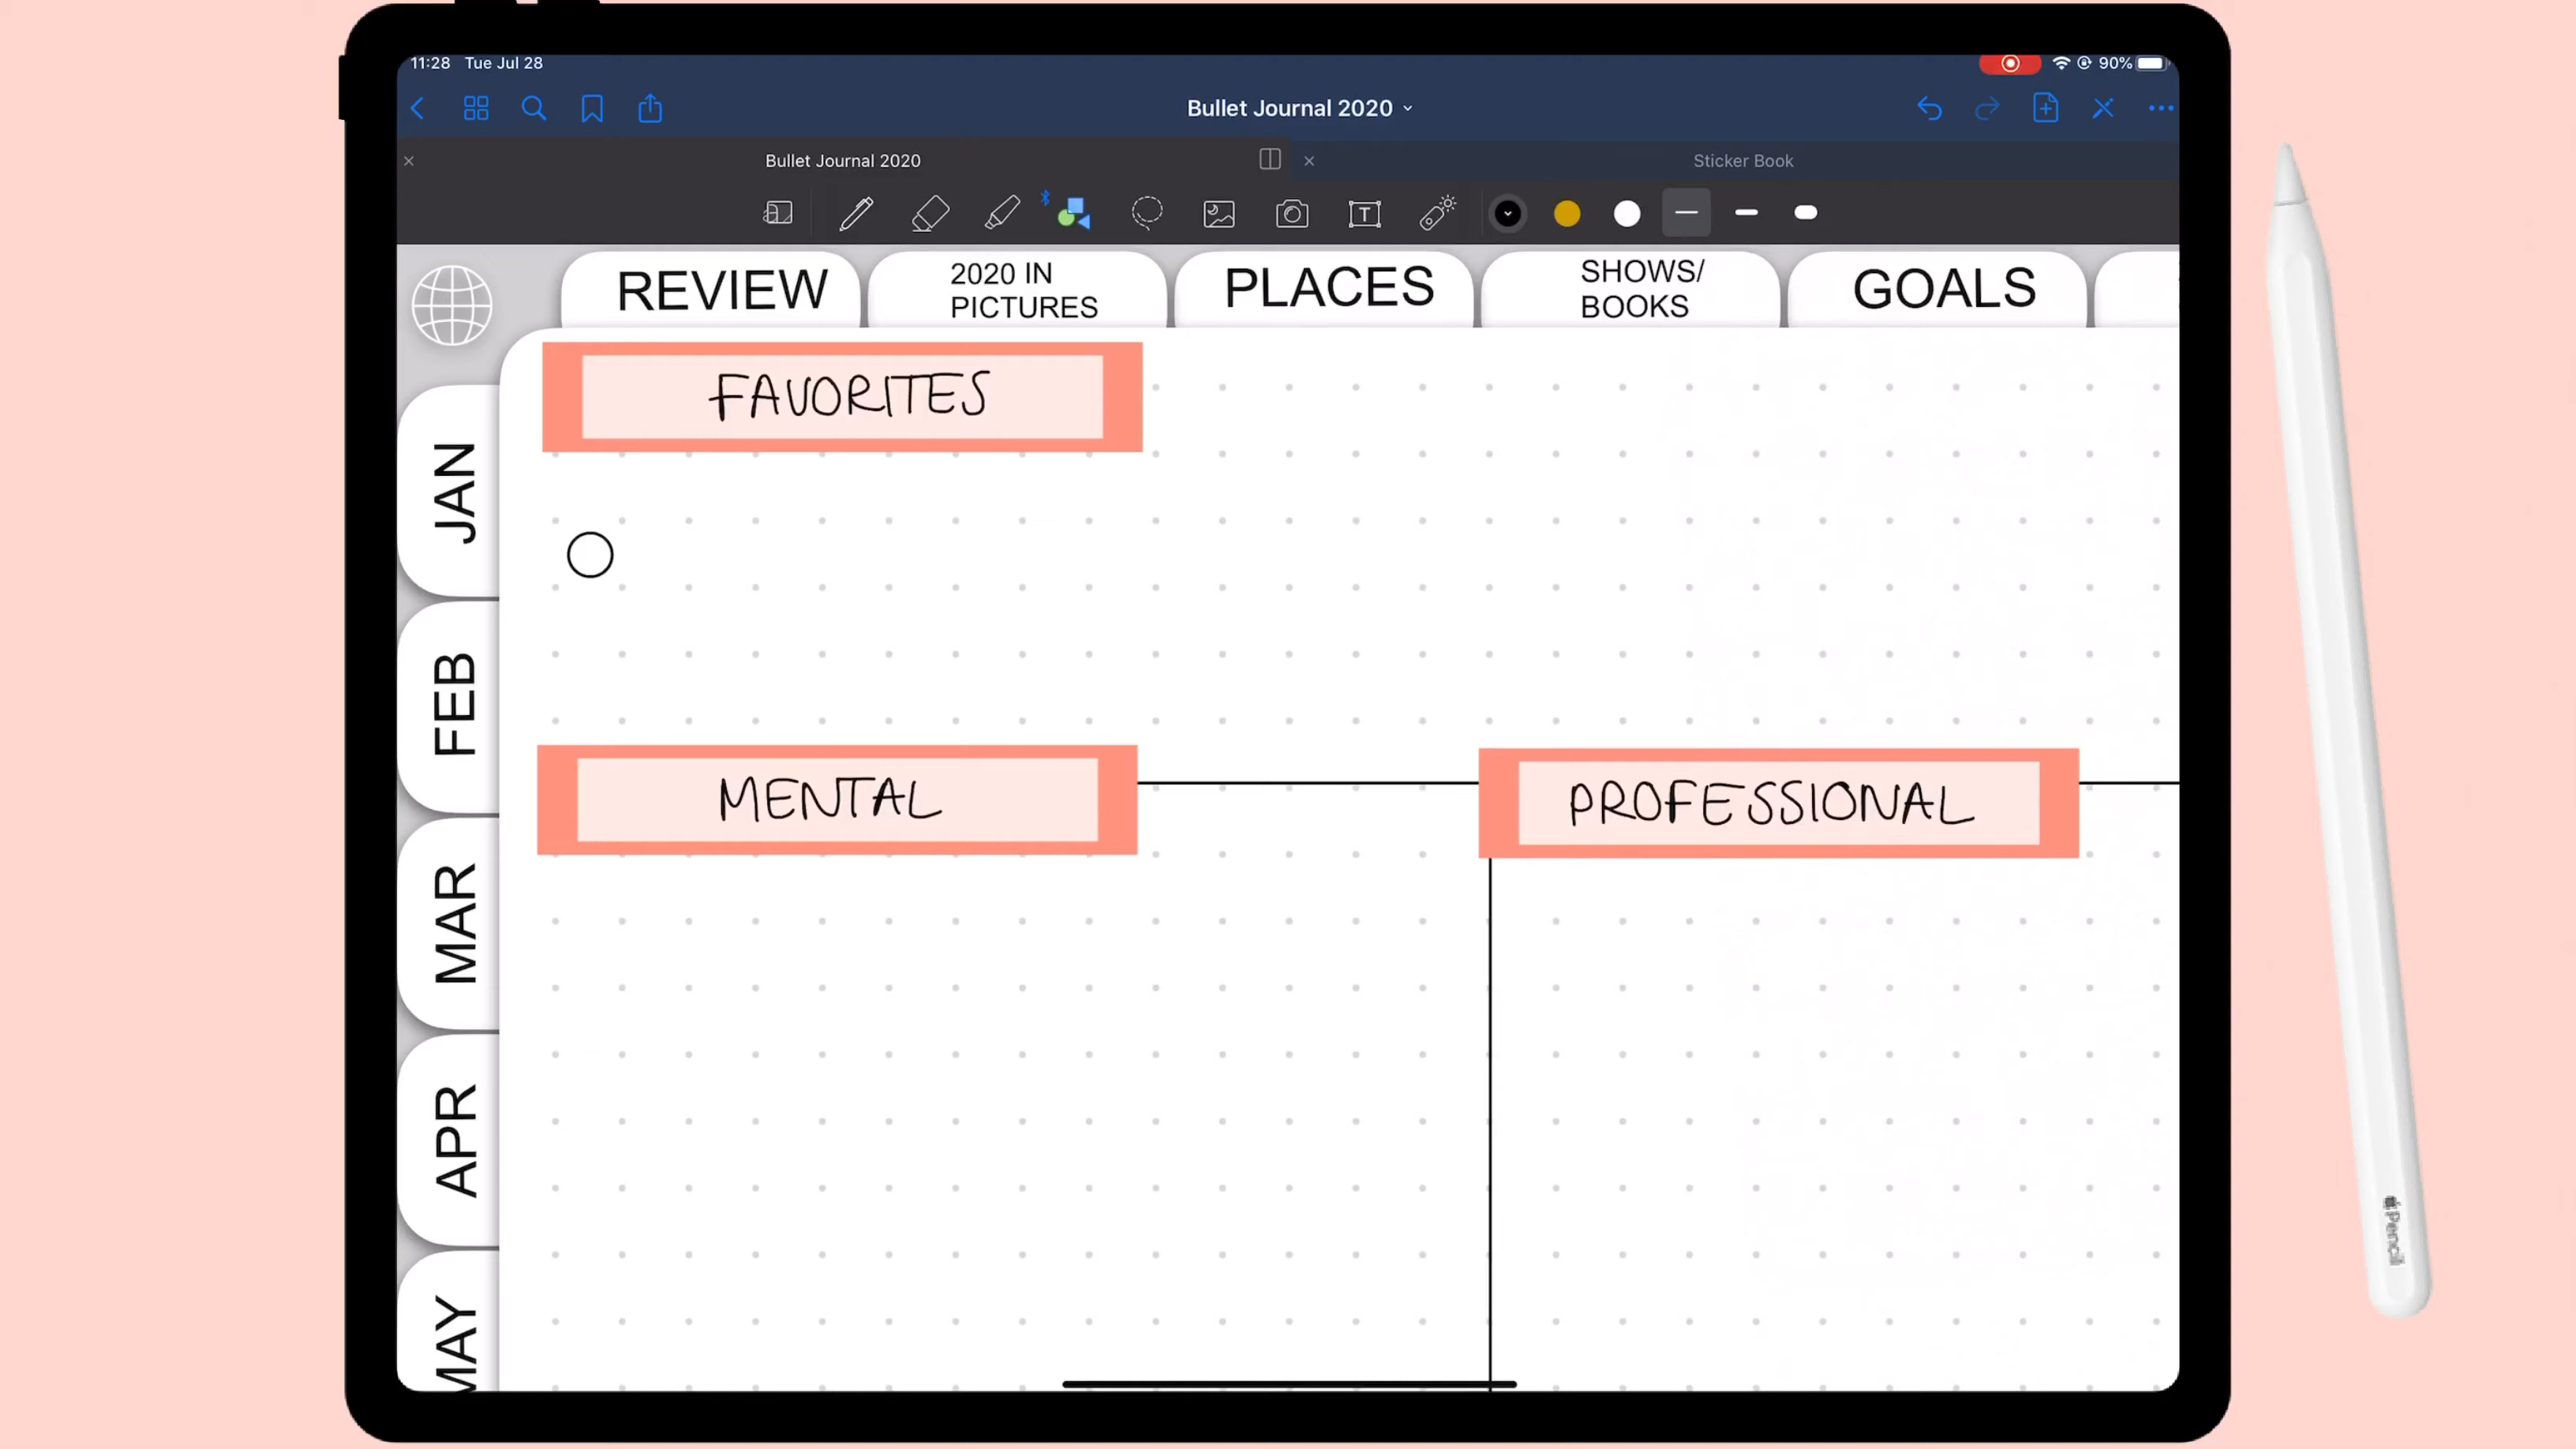 11:28 Tue Jul 28
90%
Bullet Journal 2020
Bullet Journal 2020
Sticker Book
T
REVIEW
2020 IN
PICTURES
PLACES
SHOWS/
BOOKS
GOALS
FAVORITES
JAN
FEB
MENTAL
PROFESSIONAL
MAR
APR
MAY
Pencil